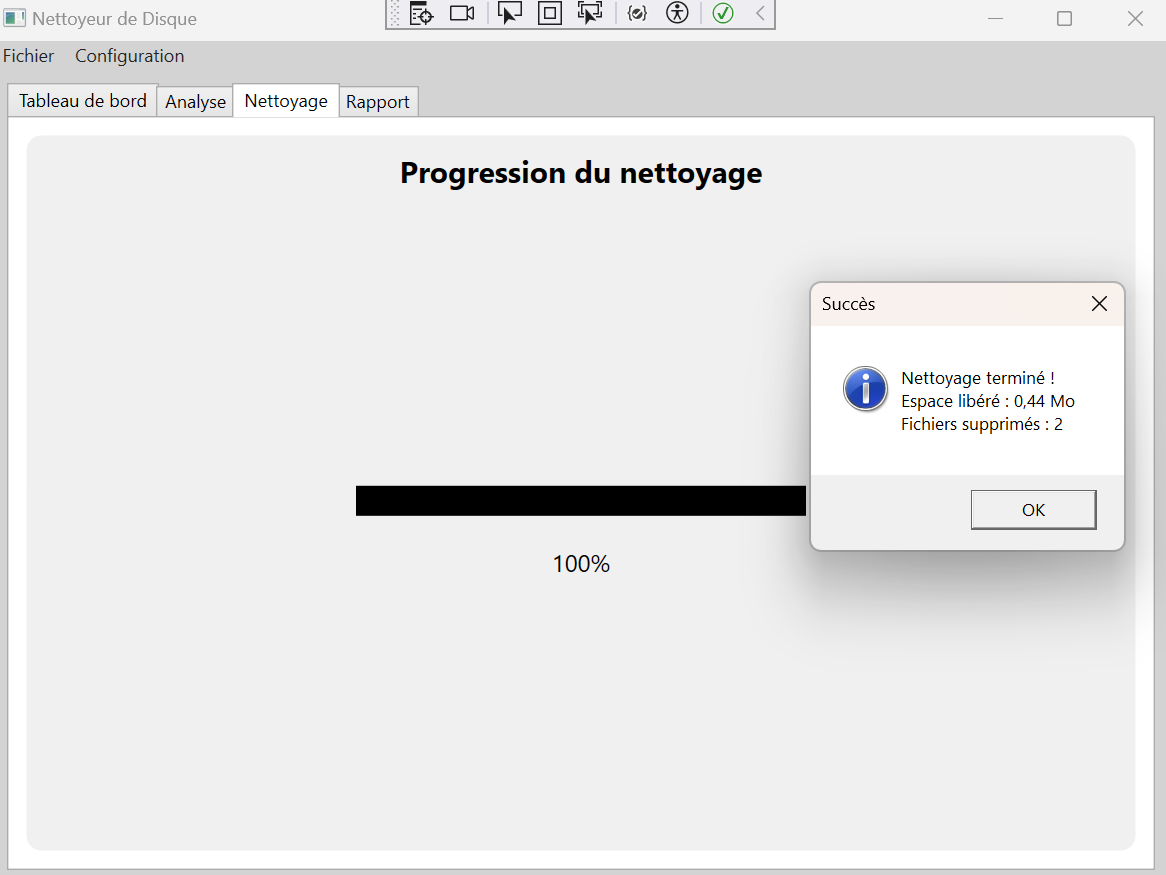 Nettoyeur de Disque
Fichier Configuration
Tableau de bord Analyse Nettoyage Rapport
Progression du nettoyage
Succès
Nettoyage terminé !
Espace libéré : 0,44 Mo
Fichiers supprimés : 2
OK
100%